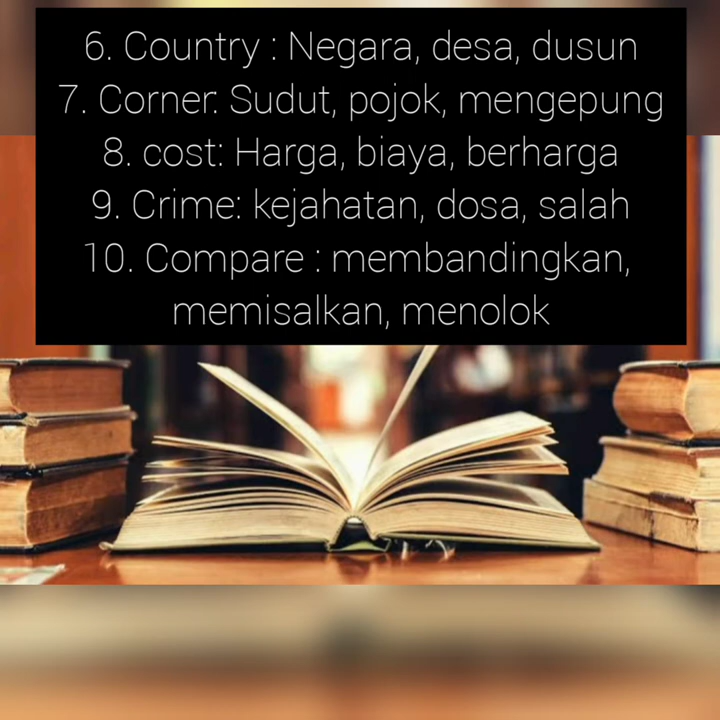 6. Country : Negara, desa, dusun
7. Corner: Sudut, pojok, mengepung
8. cost: Harga, biaya, berharga
9. Crime: kejahatan, dosa, salah
10. Compare : membandingkan,
memisalkan, menolok